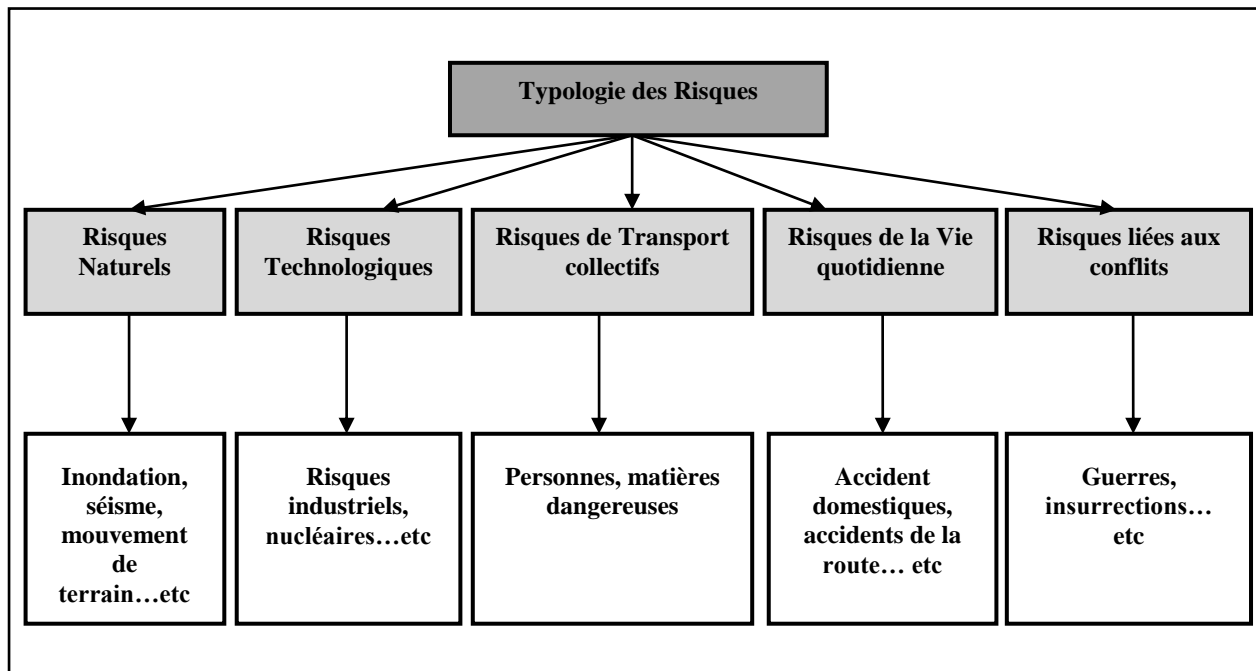 Typologie des Risques
Risques
Naturels
Risques
Technologiques
Risques de Transport
collectifs
Risques de la Vie
quotidienne
Risques liées aux
conflits
Inondation,
séisme,
mouvement
de
terrain…etc
Risques
industriels,
nucléaires…etc
Personnes, matières
dangereuses
Accident
domestiques,
accidents de la
route… etc
Guerres,
insurrections…
etc